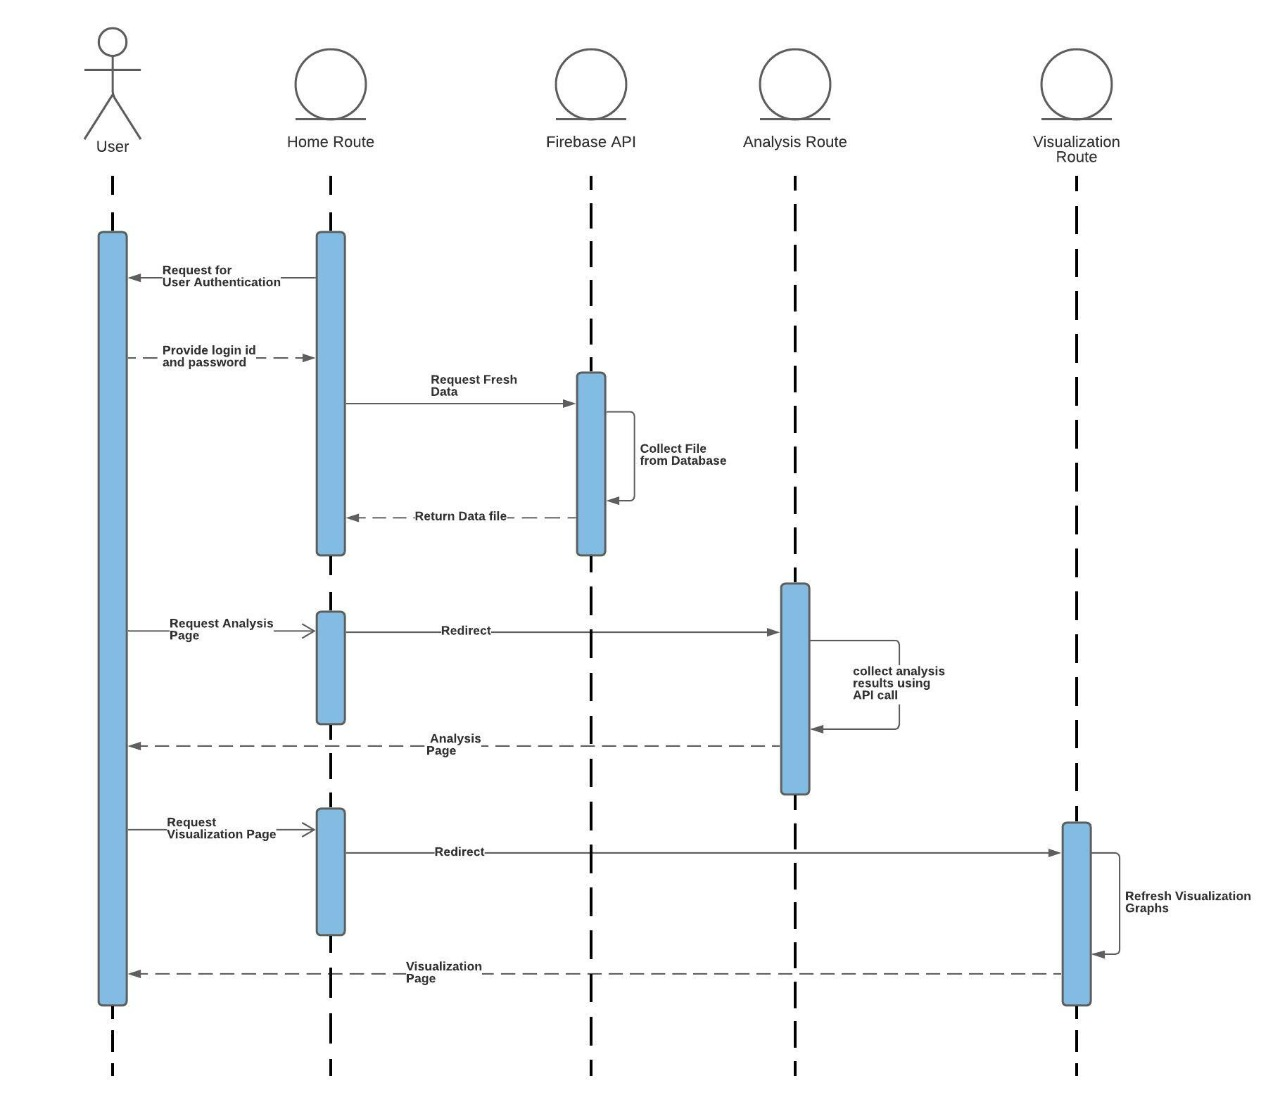 User
Home Route
Firebase API
Analysis Route
Visualization
Route
Request for
User Authentication
Provide login id
and password
Request Fresh
Data
Collect File
from Database
Return Data file
Request Analysis
Page
Redirect
collect analysis
results using
API call
Analysis
Page
Request
Visualization Page
Redirect
Refresh Visualization
Graphs
Visualization
Page